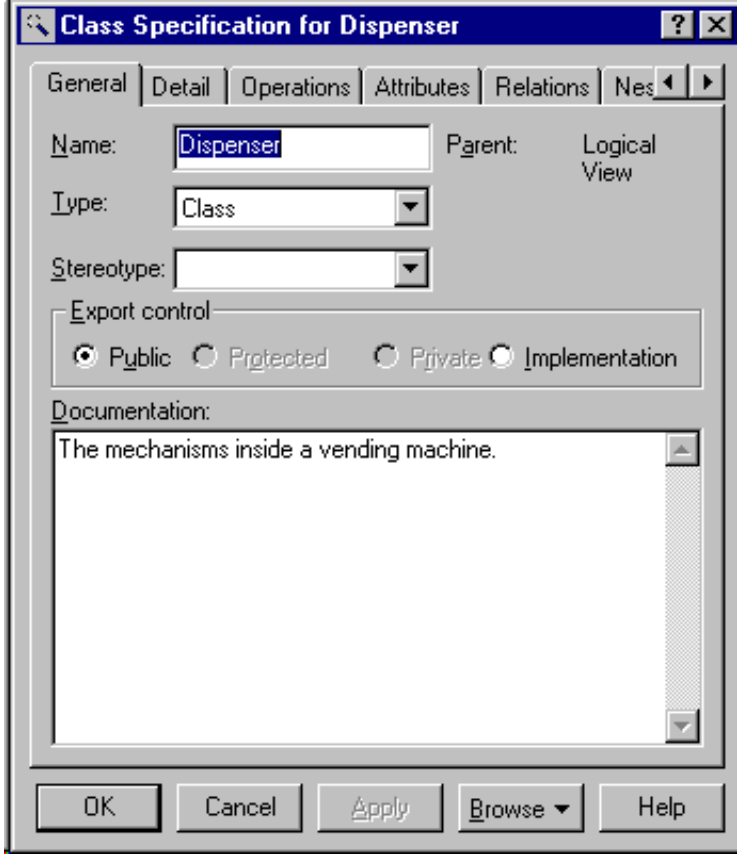 Class Specification for Dispenser
General Detail Operations Attributes Relations Nes
Name: Dispenser Parent: Logical
View
Type: Class
Stereotype:
Export control
Public Protected Private Implementation
Documentation:
The mechanisms inside a vending machine.
OK Cancel Apply Browse Help